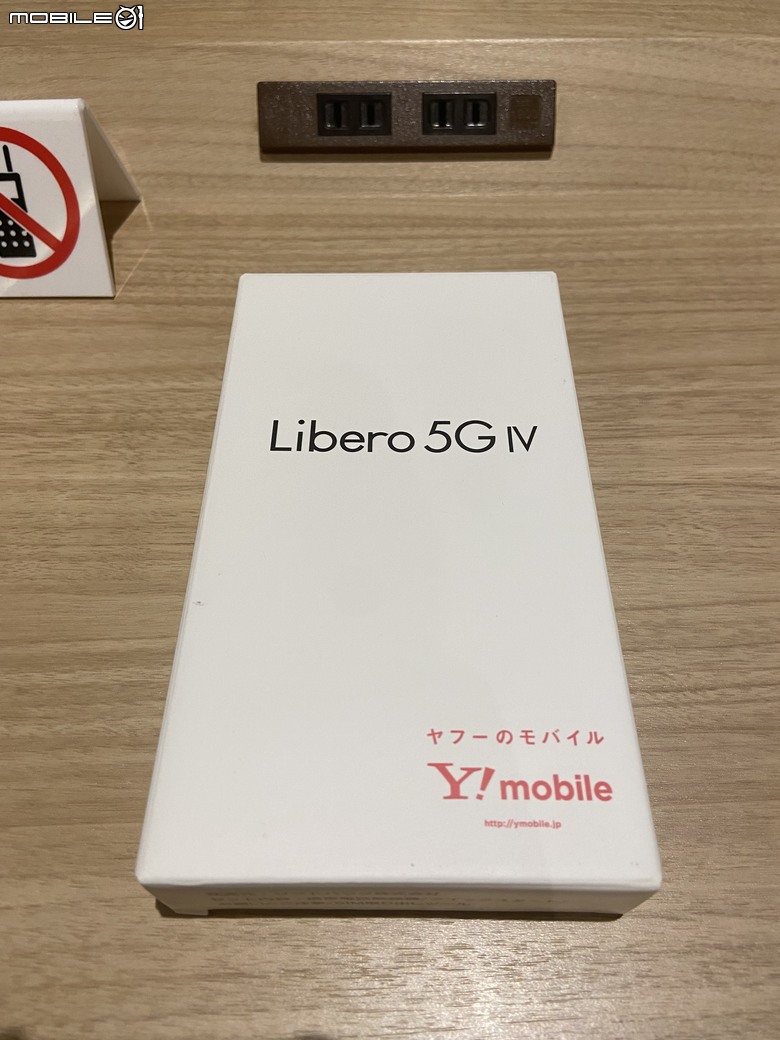 MOBILE01
Libero 5G IV
ヤフーのモバイル
Y! mobile
http://ymobile.jp